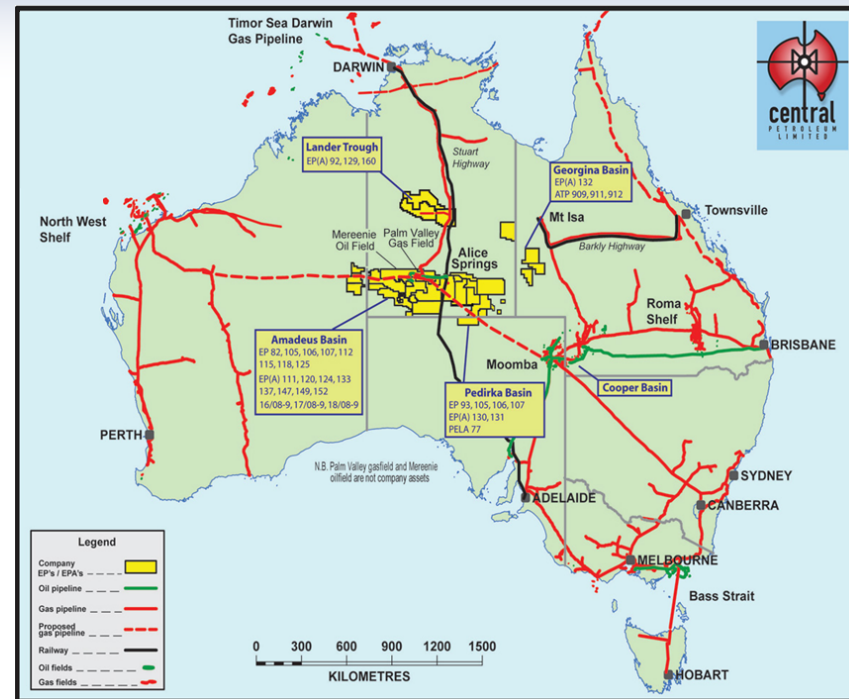 Timor Sea Darwin
Gas Pipeline
DARWIN
central
PETROLEUM
LIMITED
Lander Trough
EP(A) 92, 129, 160
Stuart
Highway
Georgina Basin
EP(A) 132
ATP 909, 911, 912
North West
Shelf
Mereenie
Oil Field
Palm Valley
Gas Field
Alice
Springs
Mt Isa
Townsville
Barkly Highway
Roma
Shelf
BRISBANE
Amadeus Basin
EP 82, 105, 106, 107, 112
115, 118, 125
EP(A) 111, 120, 124, 133
137, 147, 149, 152
16/08-9, 17/08-9, 18/08-9
Moomba
Cooper Basin
Pedirka Basin
EP 93, 105, 106, 107
EP(A) 130, 131
PELA 77
PERTH
N.B. Palm Valley gasfield and Mereenie
oilfield are not company assets
ADELAIDE
SYDNEY
CANBERRA
MELBOURNE
Bass Strait
HOBART
Legend
Company
EP's / EPA's
Oil pipeline
Gas pipeline
Proposed
gas pipeline
Railway
Oil fields
Gas fields
0 300 600 900 1200 1500
KILOMETRES